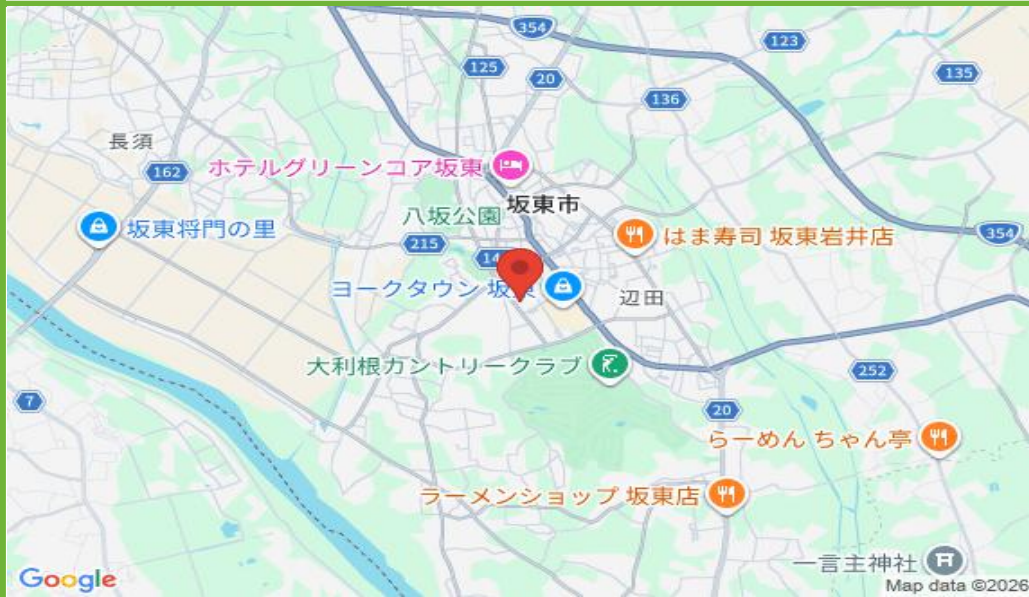 354
123
125
20
135
136
長須
162
ホテルグリーンコア坂東
八坂公園
坂東市
坂東将門の里
215
はま寿司 坂東岩井店
354
14
ヨークタウン 坂
辺田
大利根カントリークラブ
252
7
20
らーめん ちゃん亭
ラーメンショップ 坂東店
一言主神社
Google
Map data ©2026